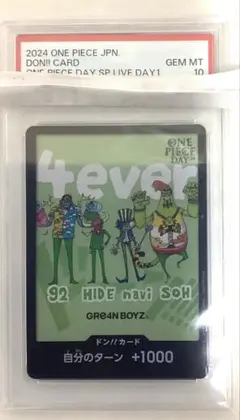 2024 ONE PIECE JPN.
DON!! CARD GEM MT
ONE PIECE DAY SP LIVE DAY1 10
ONE
PIECE
DAY
4ever
92 HIDE navi SOH
GRe4N BOYZ
ドン!!カード
自分のターン +1000